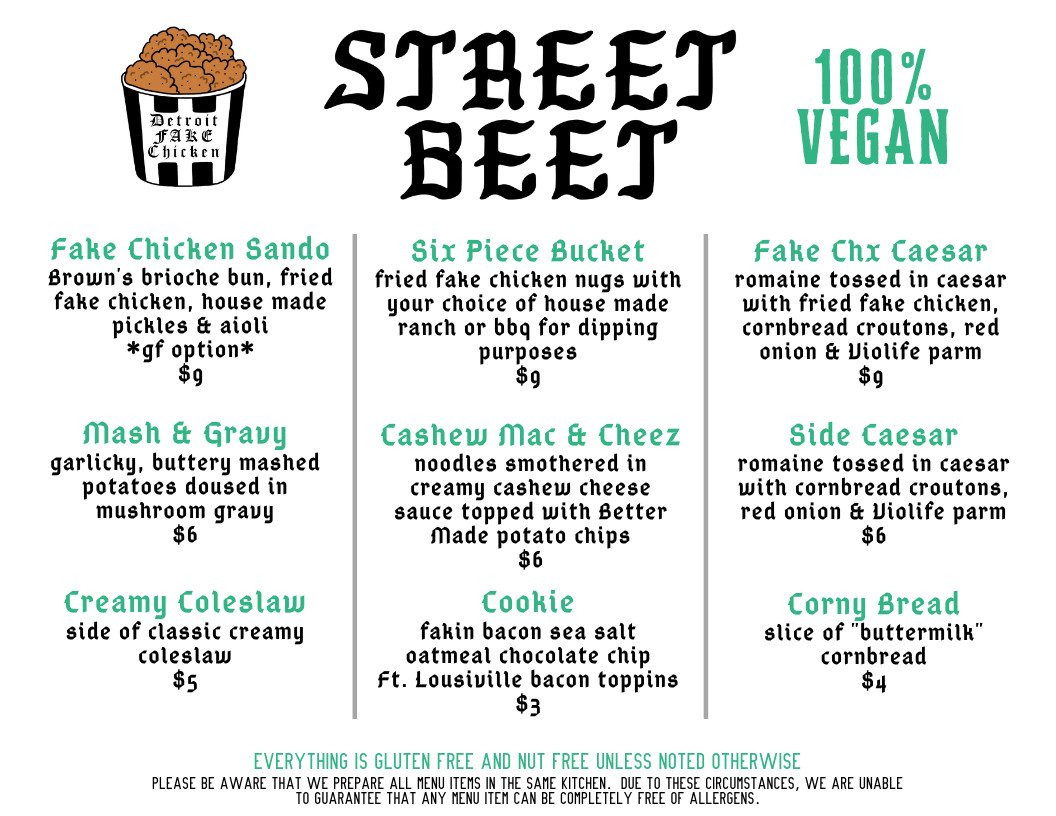 Detroit
FAKE
Chicken
STREET
BEET
100%
VEGAN
Fake Chicken Sando
Brown's brioche bun, fried
fake chicken, house made
pickles & aioli
*gf option*
$9
Mash & Gravy
garlicky, buttery mashed
potatoes doused in
mushroom gravy
$6
Creamy Coleslaw
side of classic creamy
coleslaw
$5
Six Piece Bucket
fried fake chicken nugs with
your choice of house made
ranch or bbq for dipping
purposes
$9
Cashew Mac & Cheez
noodles smothered in
creamy cashew cheese
sauce topped with Better
Made potato chips
$6
Cookie
fakin bacon sea salt
oatmeal chocolate chip
Ft. Lousiville bacon toppins
$3
Fake Chx Caesar
romaine tossed in caesar
with fried fake chicken,
cornbread croutons, red
onion & Violife parm
$9
Side Caesar
romaine tossed in caesar
with cornbread croutons,
red onion & Violife parm
$6
Corny Bread
slice of "buttermilk"
cornbread
$4
EVERYTHING IS GLUTEN FREE AND NUT FREE UNLESS NOTED OTHERWISE
PLEASE BE AWARE THAT WE PREPARE ALL MENU ITEMS IN THE SAME KITCHEN. DUE TO THESE CIRCUMSTANCES, WE ARE UNABLE
TO GUARANTEE THAT ANY MENU ITEM CAN BE COMPLETELY FREE OF ALLERGENS.